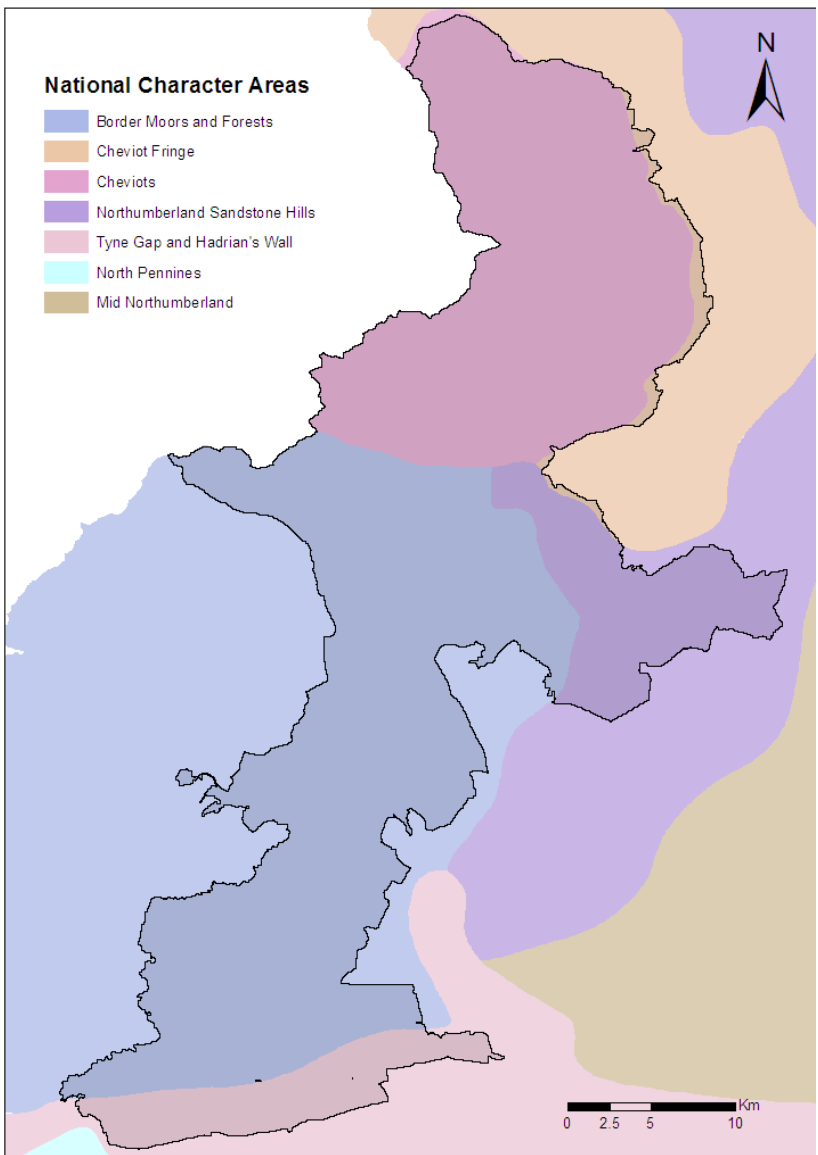 N
National Character Areas
Border Moors and Forests
Cheviot Fringe
Cheviots
Northumberland Sandstone Hills
Tyne Gap and Hadrian's Wall
North Pennines
Mid Northumberland
Km
0 2.5 5 10